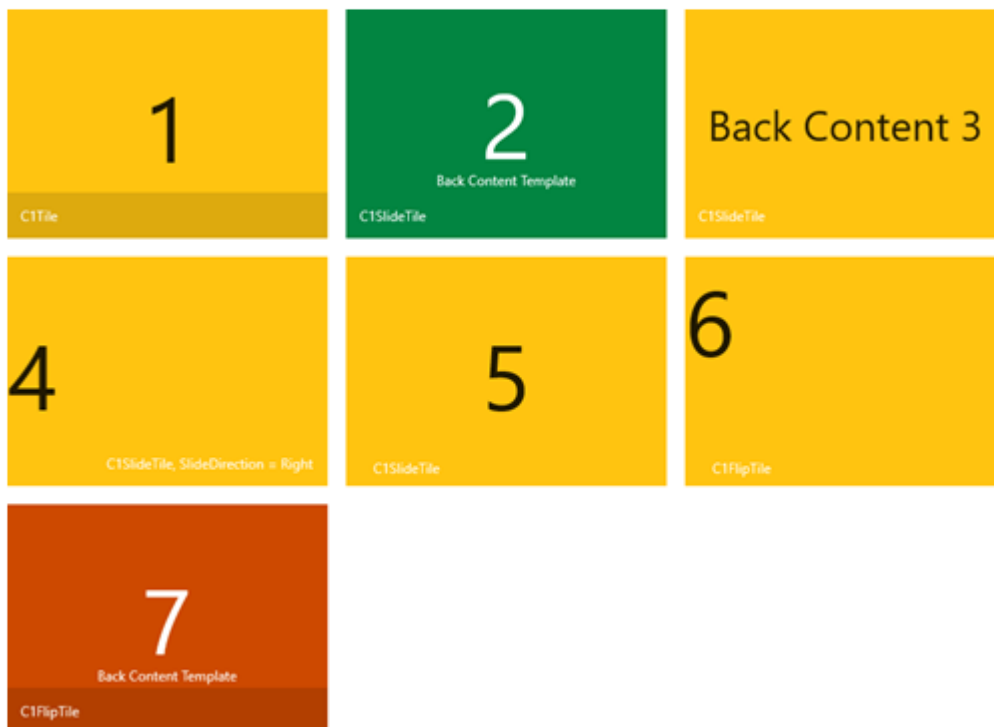 1
C1Tile
2
Back Content Template
C1SlideTile
Back Content 3
C1SlideTile
4
C1SlideTile, SlideDirection = Right
5
C1SlideTile
6
C1FlipTile
7
Back Content Template
C1FlipTile